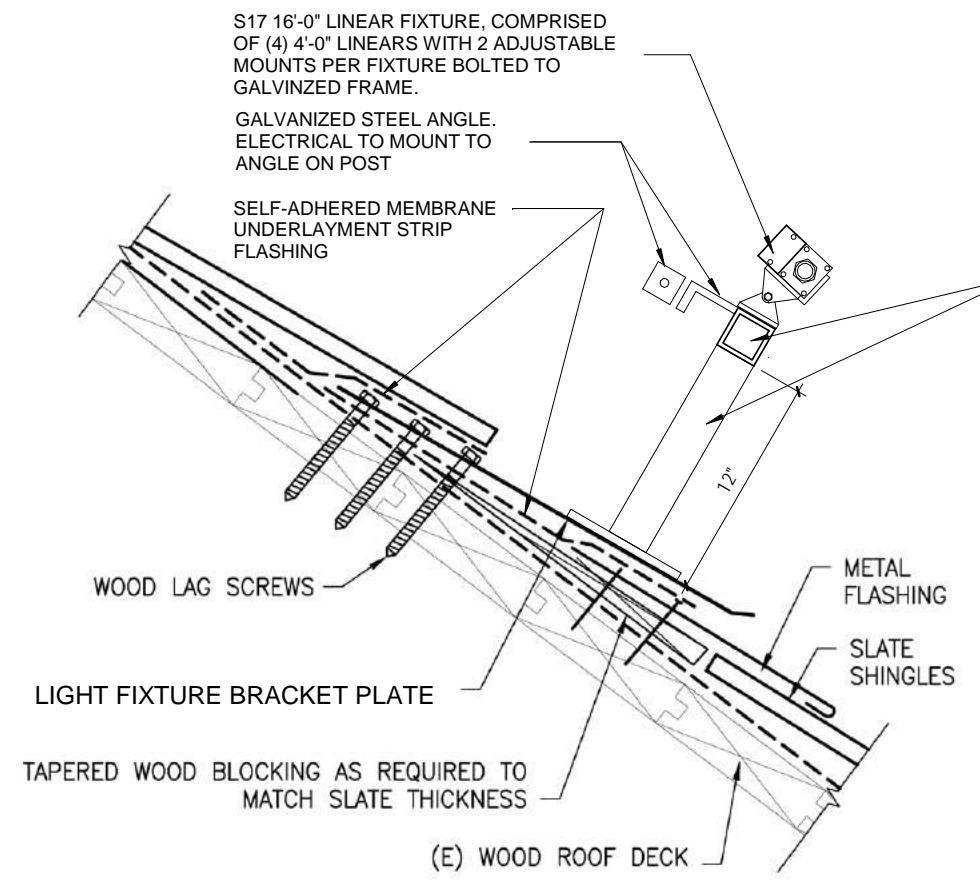 S17 16'-0" LINEAR FIXTURE, COMPRISED
OF (4) 4'-0" LINEARS WITH 2 ADJUSTABLE
MOUNTS PER FIXTURE BOLTED TO
GALVINZED FRAME.
GALVANIZED STEEL ANGLE.
ELECTRICAL TO MOUNT TO
ANGLE ON POST
SELF-ADHERED MEMBRANE
UNDERLAYMENT STRIP
FLASHING
12"
WOOD LAG SCREWS
METAL
FLASHING
SLATE
SHINGLES
LIGHT FIXTURE BRACKET PLATE
TAPERED WOOD BLOCKING AS REQUIRED TO
MATCH SLATE THICKNESS
(E) WOOD ROOF DECK